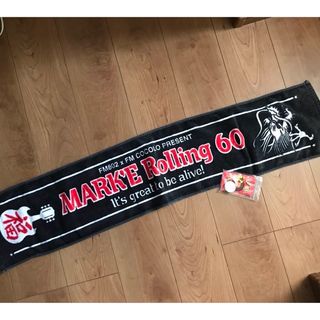 FM802 x FM COCOLO PRESENT
MARK'E Rolling 60
It's great to be alive!
福